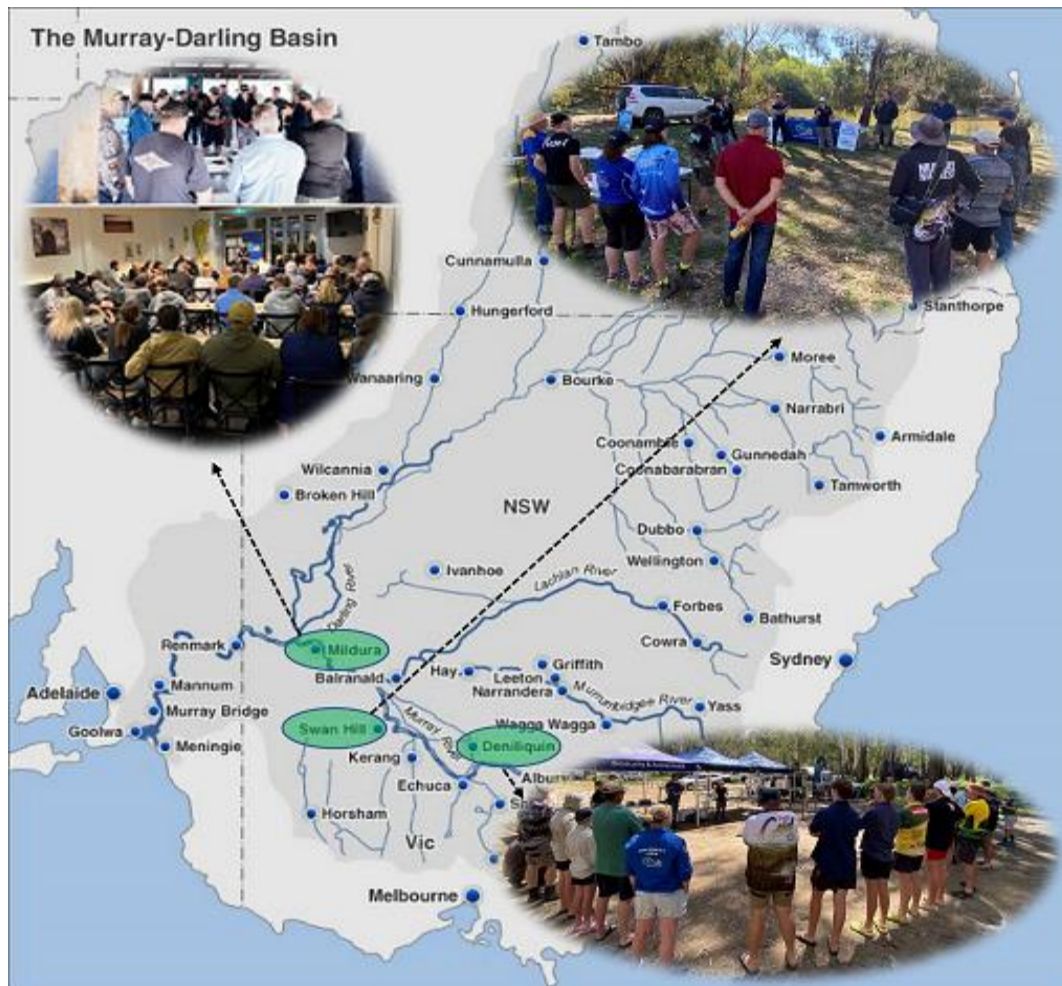 The Murray-Darling Basin
Tambo
Cunnamulla
Hungerford
Stanthorpe
Moree
Wanaaring
Bourke
Narrabri
Coonamble
Armidale
Gunnedah
Coonabarabran
Wilcannia
Tamworth
Broken Hill
NSW
Dubbo
Wellington
Ivanhoe
Lachlan River
Darling River
Forbes
Bathurst
Renmark
Mildura
Cowra
Sydney
Balranald
Hay
Griffith
Leeton
Narrandera
Murrumbidgee River
Adelaide
Mannum
Murray Bridge
Yass
Goolwa
Swan Hill
Murray River
Wagga Wagga
Meningie
Deniliquin
Kerang
Echuca
Horsham
Vic
Melbourne